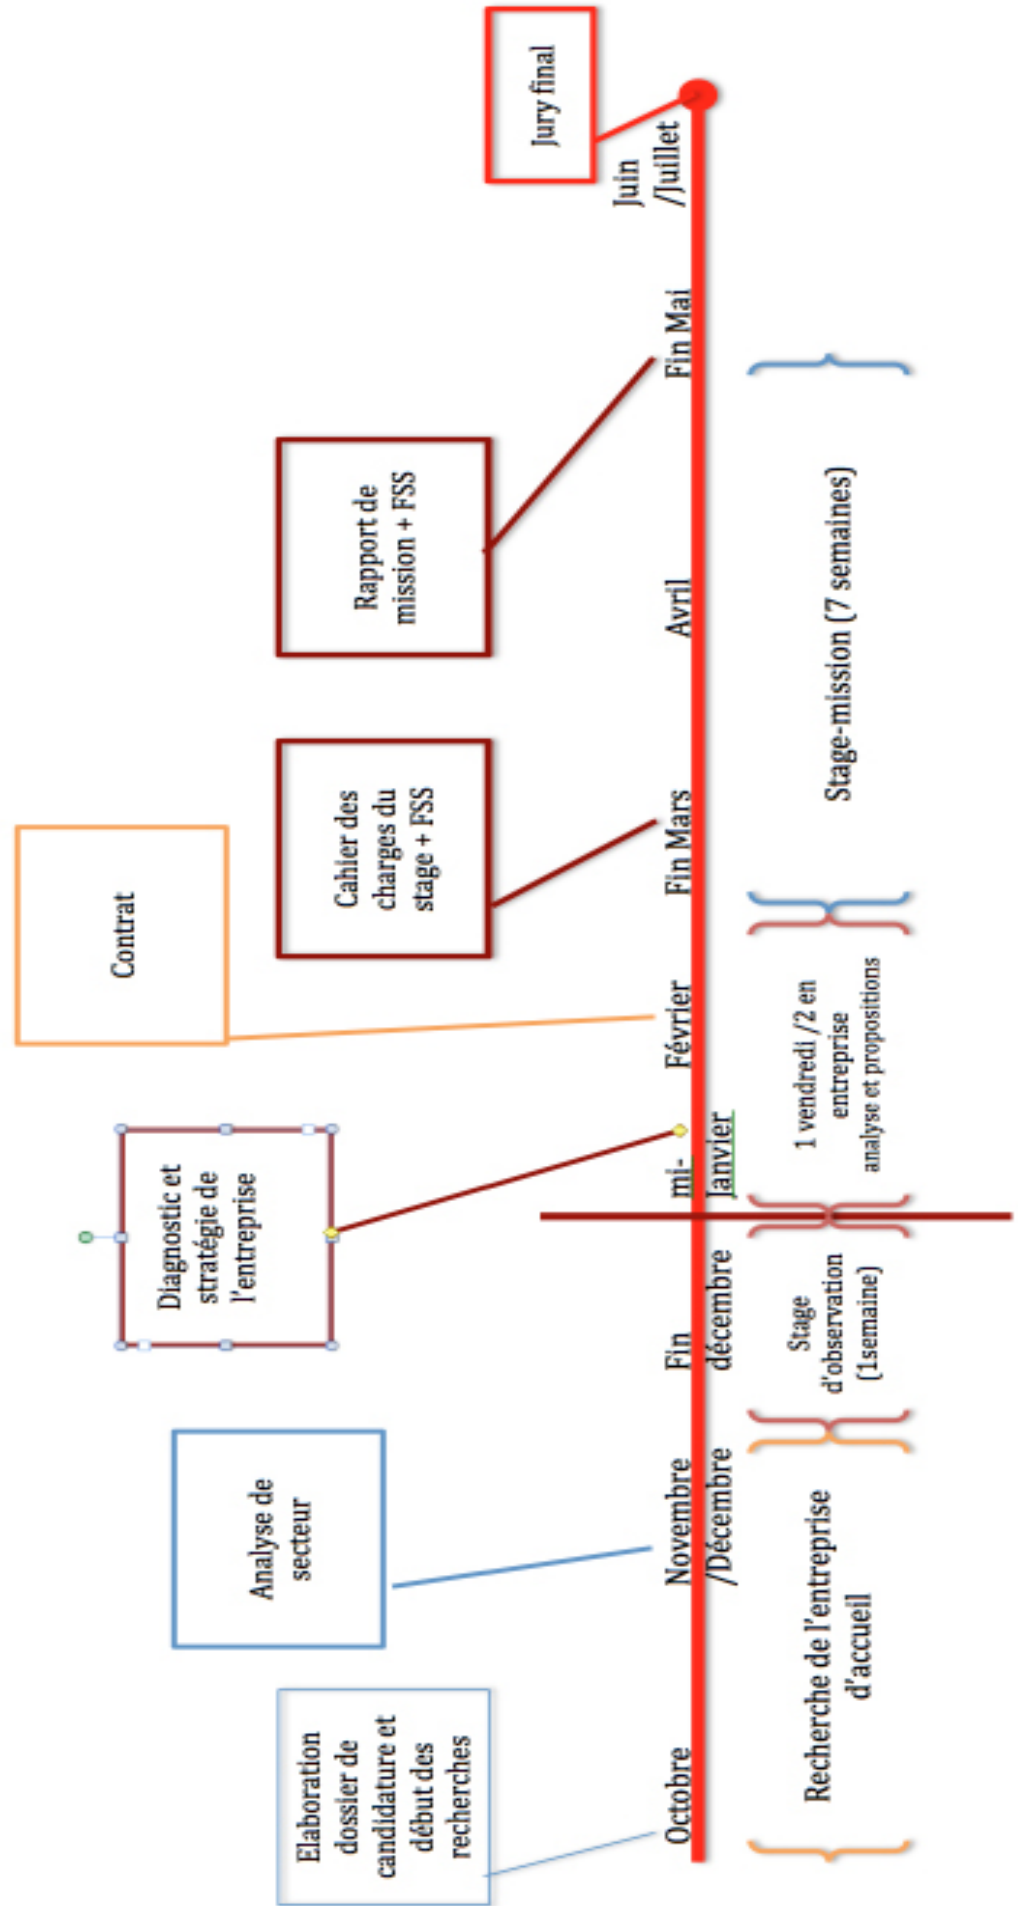 Elaboration
dossier de
candidature et
début des
recherches
Analyse de
secteur
Diagnostic et
stratégie de
l'entreprise
Contrat
Cahier des
charges du
stage + FSS
Rapport de
mission + FSS
Jury final
Octobre
Novembre
/Décembre
Fin
décembre
mi-
Janvier
Février
Fin Mars
Avril
Fin Mai
Juin
/Juillet
Recherche de l'entreprise
d'accueil
Stage
d'observation
(1semaine)
1 vendredi /2 en
entreprise
analyse et propositions
Stage-mission (7 semaines)